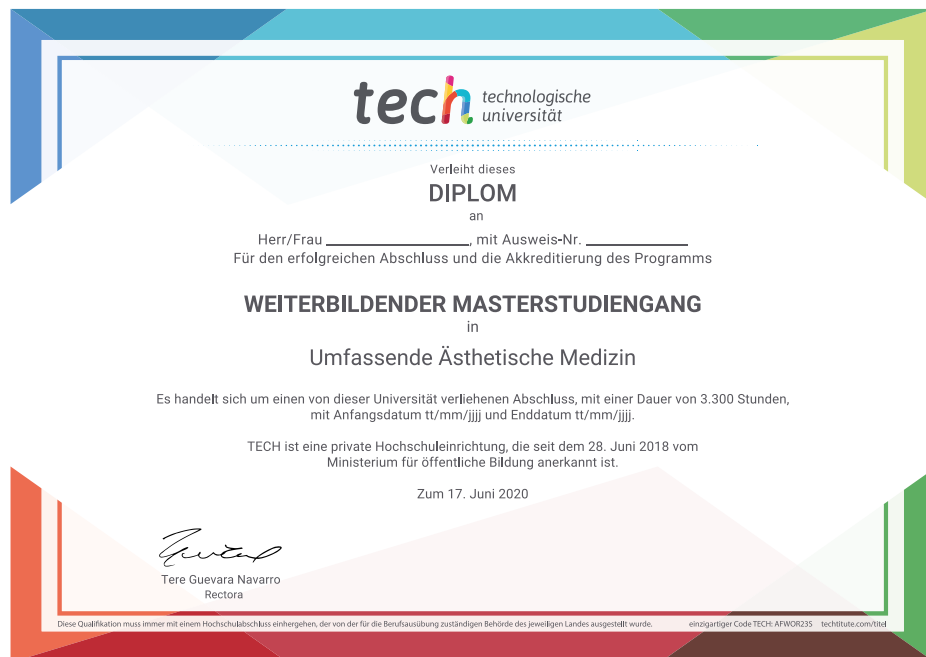 tech technologische
universität
Verleiht dieses
DIPLOM
an
Herr/Frau ____________________, mit Ausweis-Nr. ______________
Für den erfolgreichen Abschluss und die Akkreditierung des Programms
WEITERBILDENDER MASTERSTUDIENGANG
in
Umfassende Ästhetische Medizin
Es handelt sich um einen von dieser Universität verliehenen Abschluss, mit einer Dauer von 3.300 Stunden,
mit Anfangsdatum tt/mm/jjjj und Enddatum tt/mm/jjjj.
TECH ist eine private Hochschuleinrichtung, die seit dem 28. Juni 2018 vom
Ministerium für öffentliche Bildung anerkannt ist.
Zum 17. Juni 2020
Tere Guevara Navarro
Rectora
Diese Qualifikation muss immer mit einem Hochschulabschluss einhergehen, der von der für die Berufsausübung zuständigen Behörde des jeweiligen Landes ausgestellt wurde. einzigartiger Code TECH: AFWOR23S techtitute.com/titel